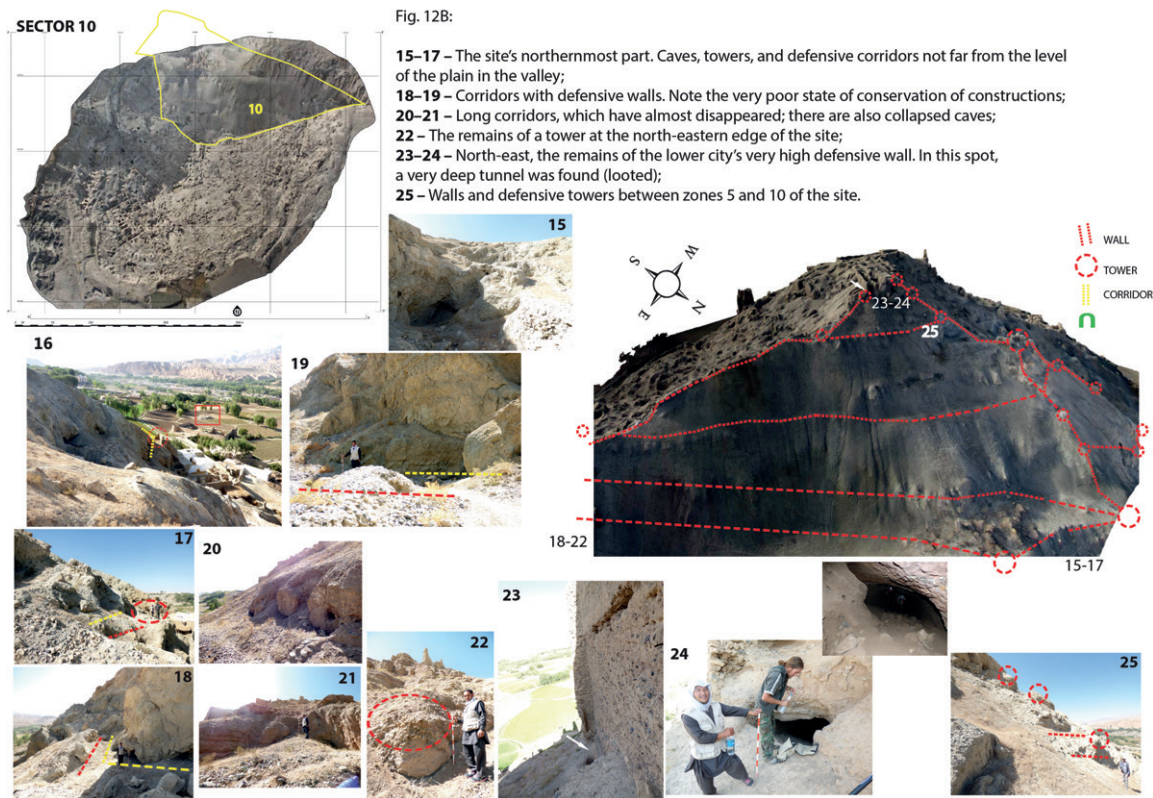 SECTOR 10
10
Fig. 12B:
15–17 – The site's northernmost part. Caves, towers, and defensive corridors not far from the level
of the plain in the valley;
18–19 – Corridors with defensive walls. Note the very poor state of conservation of constructions;
20–21 – Long corridors, which have almost disappeared; there are also collapsed caves;
22 – The remains of a tower at the north-eastern edge of the site;
23–24 – North-east, the remains of the lower city's very high defensive wall. In this spot,
a very deep tunnel was found (looted);
25 – Walls and defensive towers between zones 5 and 10 of the site.
15
S
W
E
N
WALL
TOWER
CORRIDOR
23-24
25
18-22
15-17
16
19
17
20
18
21
22
23
24
25